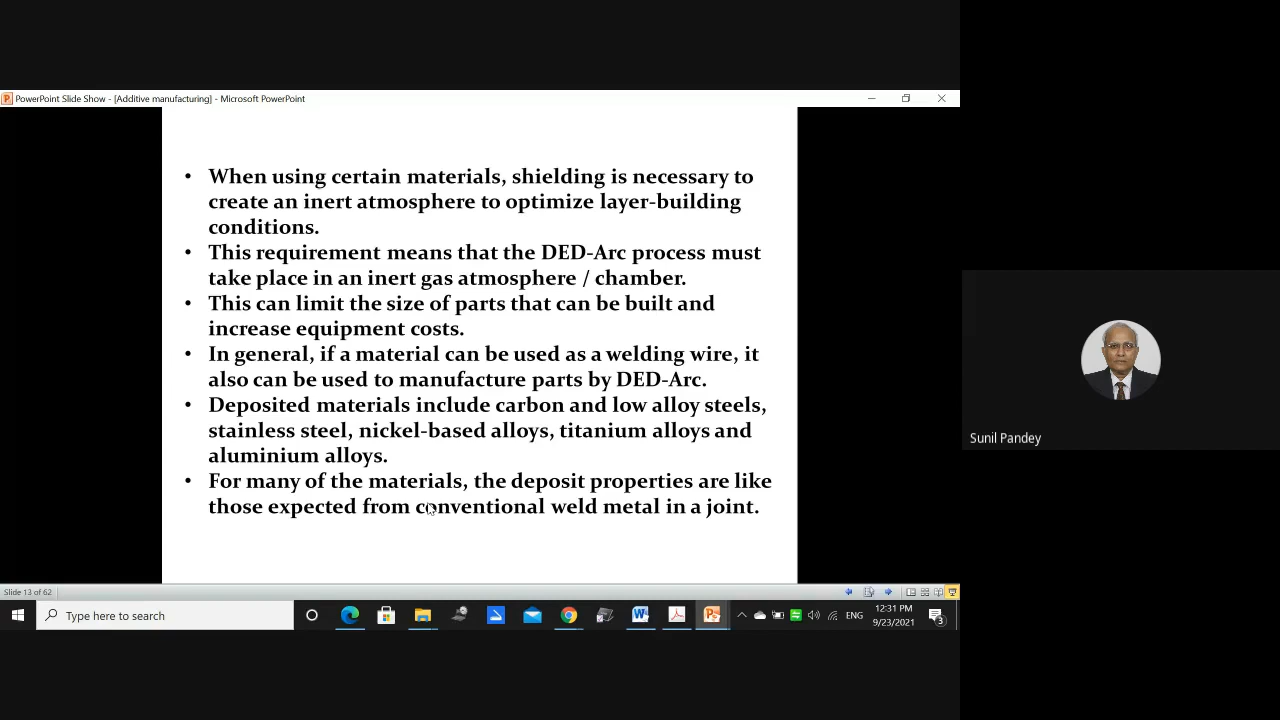 PowerPoint Slide Show - [Additive manufacturing] - Microsoft PowerPoint
• When using certain materials, shielding is necessary to
create an inert atmosphere to optimize layer-building
conditions.
• This requirement means that the DED-Arc process must
take place in an inert gas atmosphere / chamber.
• This can limit the size of parts that can be built and
increase equipment costs.
• In general, if a material can be used as a welding wire, it
also can be used to manufacture parts by DED-Arc.
• Deposited materials include carbon and low alloy steels,
stainless steel, nickel-based alloys, titanium alloys and
aluminium alloys.
• For many of the materials, the deposit properties are like
those expected from conventional weld metal in a joint.
Sunil Pandey
Slide 13 of 62
Type here to search
ENG
12:31 PM
9/23/2021
3